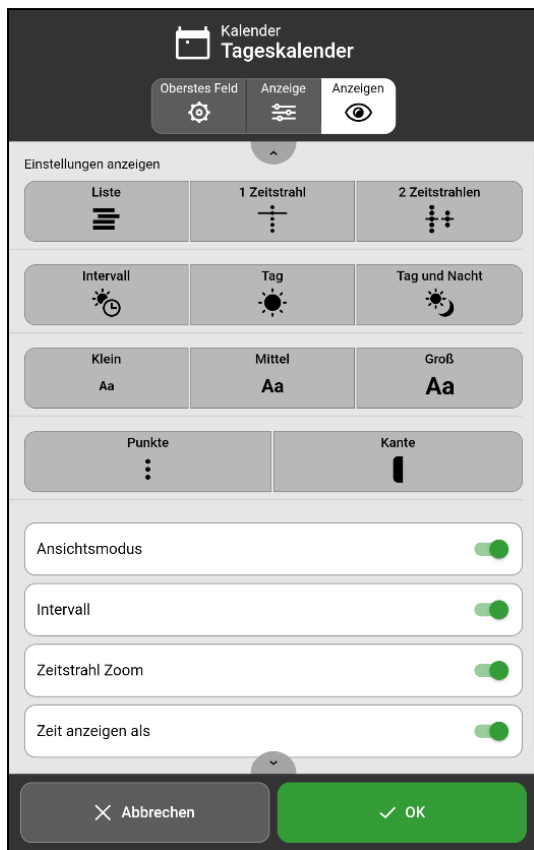 Kalender
Tageskalender
Oberstes Feld Anzeige Anzeigen
Einstellungen anzeigen
Liste 1 Zeitstrahl 2 Zeitstrahlen
Intervall Tag Tag und Nacht
Klein Mittel Groß
Aa Aa Aa
Punkte Kante
Ansichtsmodus
Intervall
Zeitstrahl Zoom
Zeit anzeigen als
Abbrechen OK